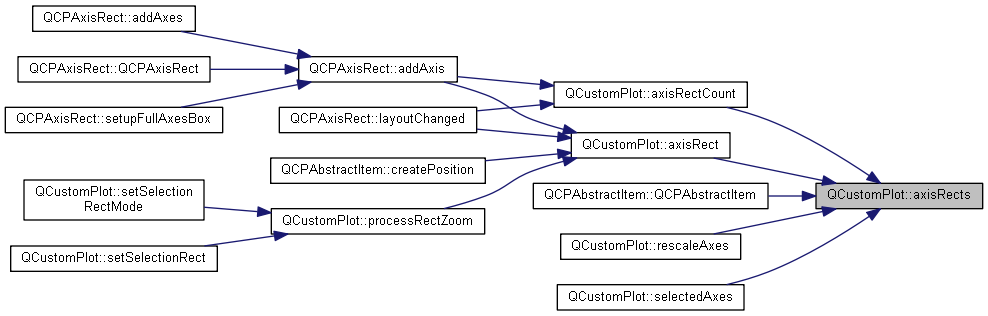 QCPAxisRect::addAxes
QCPAxisRect::QCPAxisRect
QCPAxisRect::setupFullAxesBox
QCustomPlot::setSelection
RectMode
QCustomPlot::setSelectionRect
QCPAxisRect::addAxis
QCPAxisRect::layoutChanged
QCPAbstractItem::createPosition
QCustomPlot::processRectZoom
QCustomPlot::axisRectCount
QCustomPlot::axisRect
QCPAbstractItem::QCPAbstractItem
QCustomPlot::rescaleAxes
QCustomPlot::selectedAxes
QCustomPlot::axisRects